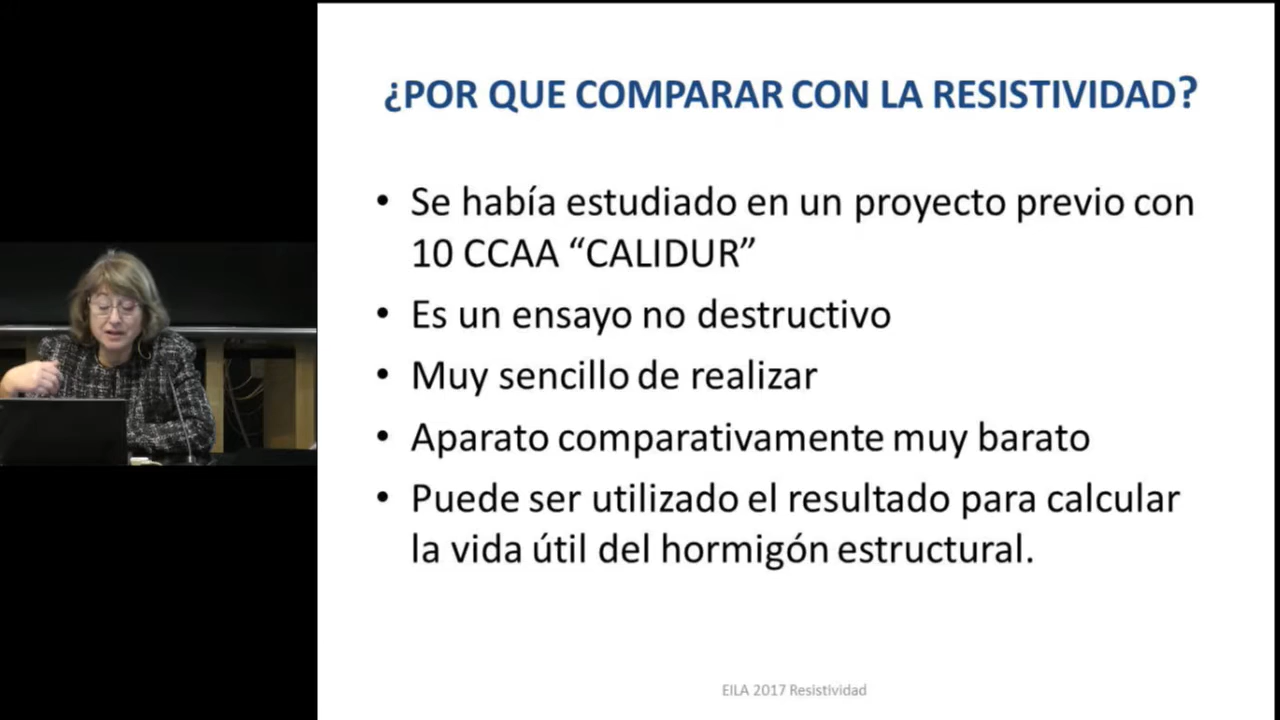 ¿POR QUE COMPARAR CON LA RESISTIVIDAD?
• Se había estudiado en un proyecto previo con
10 CCAA “CALIDUR”
• Es un ensayo no destructivo
• Muy sencillo de realizar
• Aparato comparativamente muy barato
• Puede ser utilizado el resultado para calcular
la vida útil del hormigón estructural.
EILA 2017 Resistividad